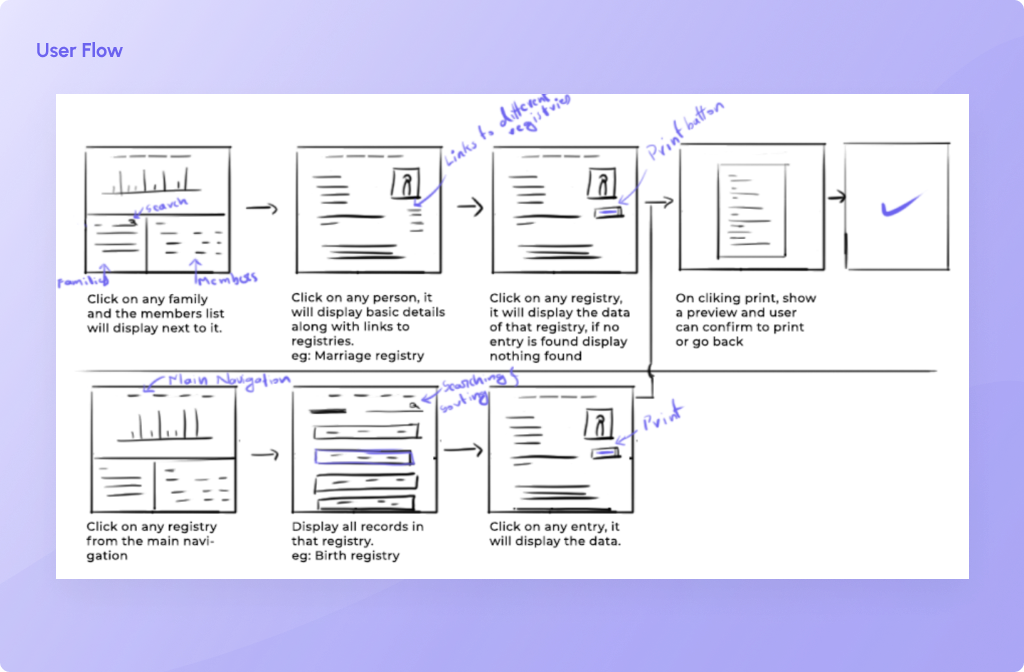 User Flow
Links to different
registries
Print button
Search
Families
Members
Click on any family
and the members list
will display next to it.
Click on any person, it
will display basic details
along with links to
registries.
eg: Marriage registry
Click on any registry,
it will display the data
of that registry, if no
entry is found display
nothing found
On cliking print, show
a preview and user
can confirm to print
or go back
Main Navigation
Searching &
Sorting
Print
Click on any registry
from the main navi-
gation
Display all records in
that registry.
eg: Birth registry
Click on any entry, it
will display the data.